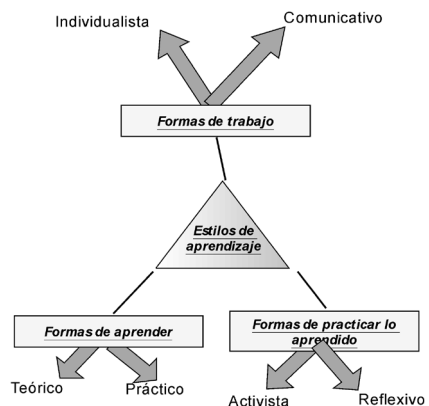 Individualista
Comunicativo
Formas de trabajo
Estilos de
aprendizaje
Formas de aprender
Formas de practicar lo
aprendido
Teórico
Práctico
Activista
Reflexivo